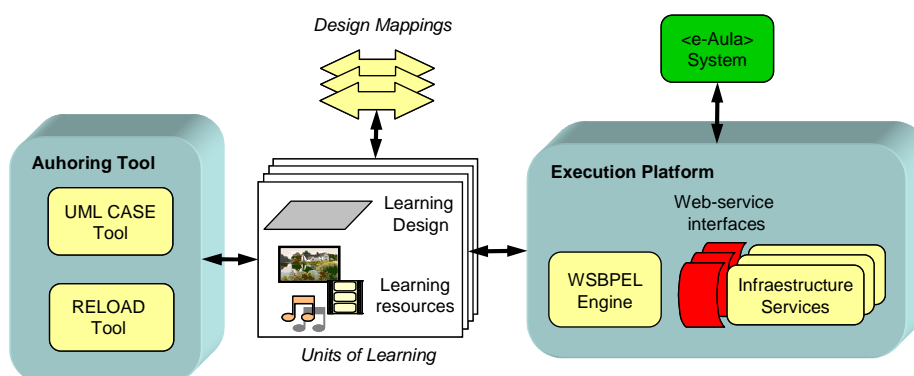 Design Mappings
<e-Aula>
System
Auhoring Tool
UML CASE
Tool
RELOAD
Tool
Learning
Design
Learning
resources
Units of Learning
Execution Platform
Web-service
interfaces
WSBPEL
Engine
Infraestructure
Services